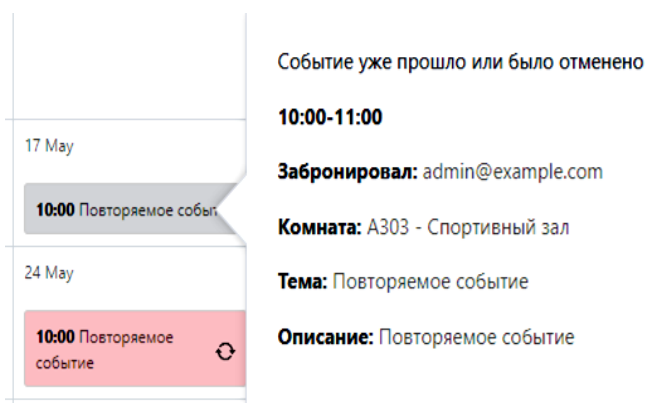 17 May
10:00 Повторяемое
24 May
10:00 Повторяемое
событие
Событие уже прошло или было отменено
10:00-11:00
Забронировал: admin@example.com
Комната: A303 - Спортивный зал
Тема: Повторяемое событие
Описание: Повторяемое событие